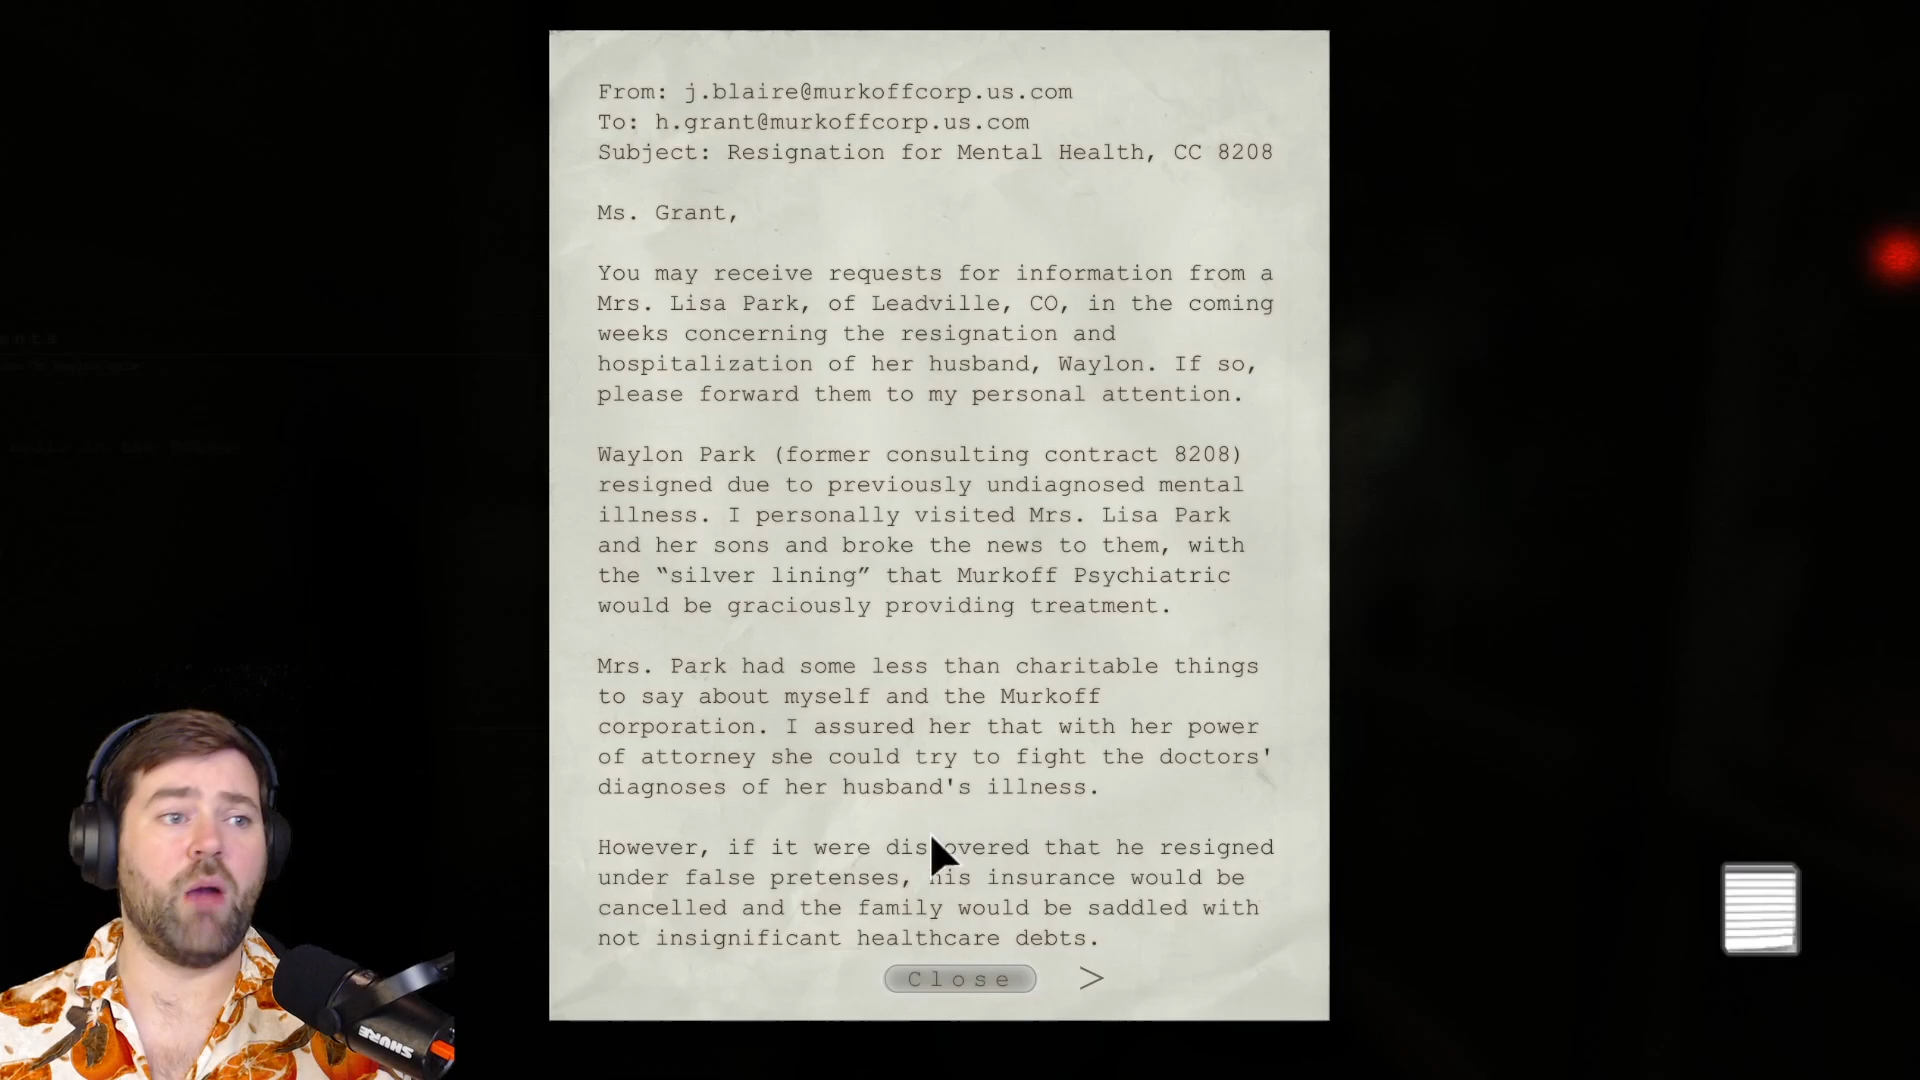 From: j.blaire@murkoffcorp.us.com
To: h.grant@murkoffcorp.us.com
Subject: Resignation for Mental Health, CC 8208
Ms. Grant,
You may receive requests for information from a
Mrs. Lisa Park, of Leadville, CO, in the coming
weeks concerning the resignation and
hospitalization of her husband, Waylon. If so,
please forward them to my personal attention.
Waylon Park (former consulting contract 8208)
resigned due to previously undiagnosed mental
illness. I personally visited Mrs. Lisa Park
and her sons and broke the news to them, with
the “silver lining” that Murkoff Psychiatric
would be graciously providing treatment.
Mrs. Park had some less than charitable things
to say about myself and the Murkoff
corporation. I assured her that with her power
of attorney she could try to fight the doctors'
diagnoses of her husband's illness.
However, if it were discovered that he resigned
under false pretenses, his insurance would be
cancelled and the family would be saddled with
not insignificant healthcare debts.
Close >
SHURE